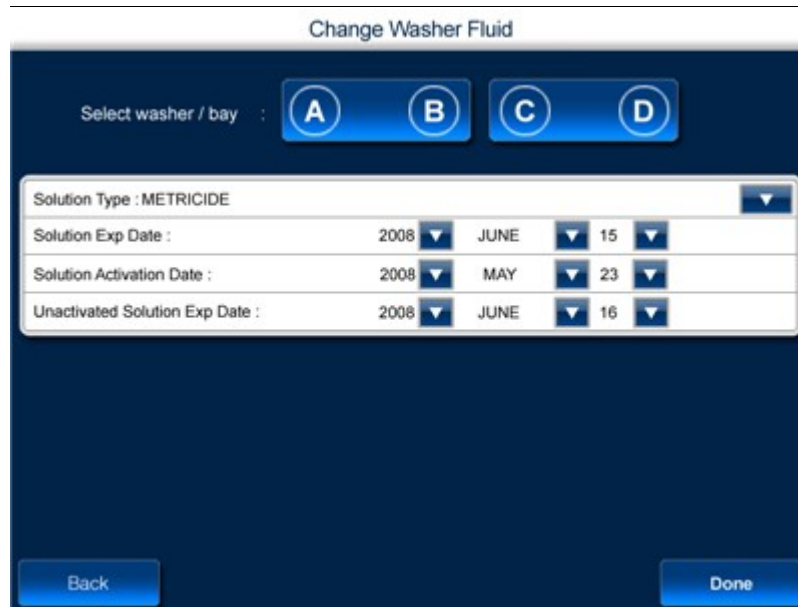 Change Washer Fluid
Select washer / bay : A B C D
Solution Type : METRICIDE
Solution Exp Date : 2008 JUNE 15
Solution Activation Date : 2008 MAY 23
Unactivated Solution Exp Date : 2008 JUNE 16
Back Done